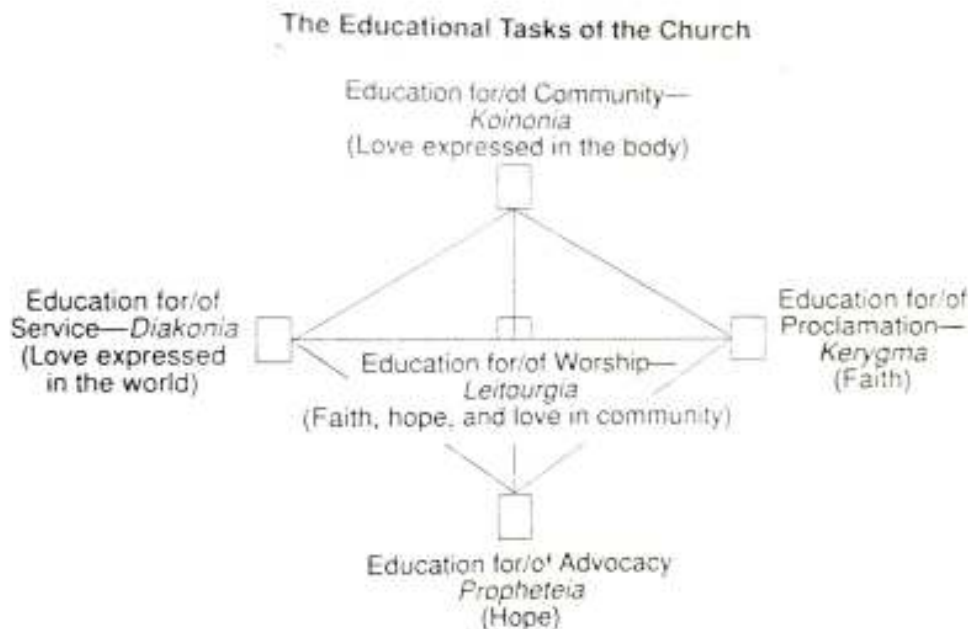 The Educational Tasks of the Church
Education for/of Community—
Koinonia
(Love expressed in the body)
Education for/of
Service—Diakonia
(Love expressed
in the world)
Education for/of
Proclamation—
Kerygma
(Faith)
Education for/of Worship—
Leitourgia
(Faith, hope, and love in community)
Education for/of Advocacy
Propheteia
(Hope)